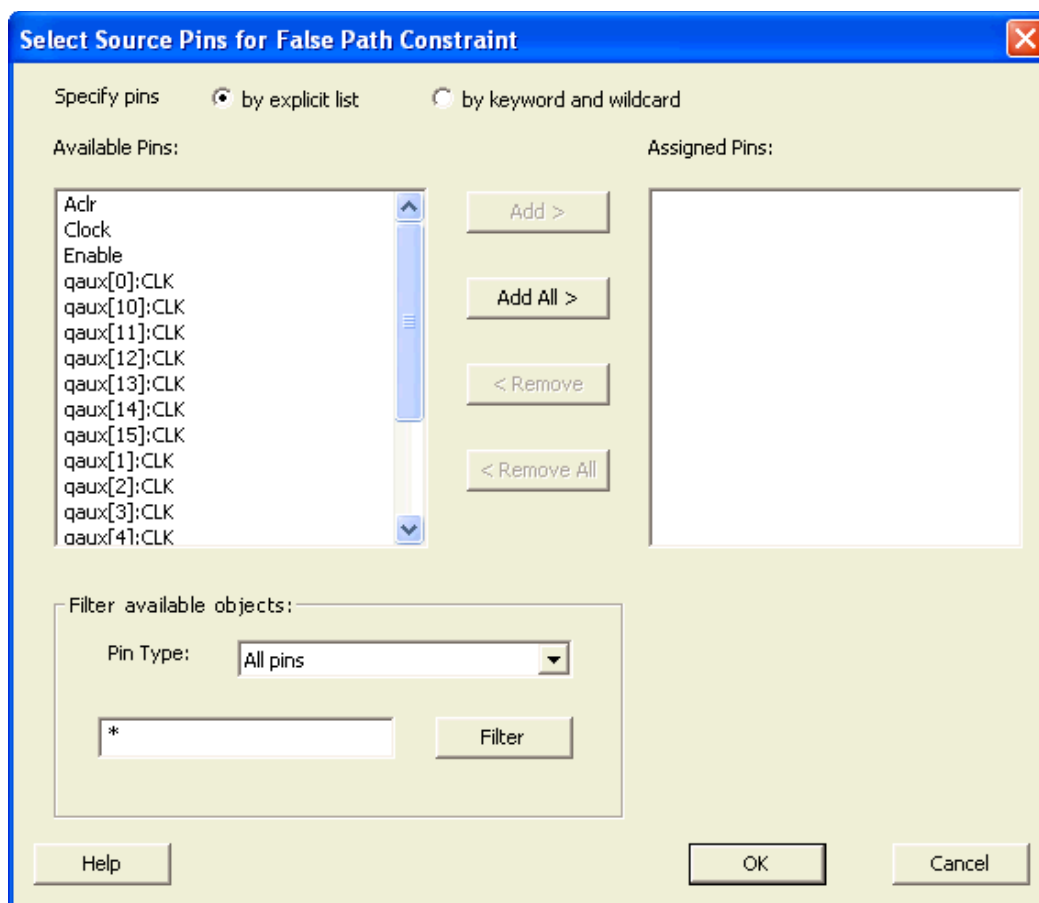 Select Source Pins for False Path Constraint
Specify pins by explicit list by keyword and wildcard
Available Pins: Assigned Pins:
Aclr
Clock
Enable
qaux[0]:CLK
qaux[10]:CLK
qaux[11]:CLK
qaux[12]:CLK
qaux[13]:CLK
qaux[14]:CLK
qaux[15]:CLK
qaux[1]:CLK
qaux[2]:CLK
qaux[3]:CLK
qaux[4]:CLK
Add >
Add All >
< Remove
< Remove All
Filter available objects:
Pin Type: All pins
* Filter
Help OK Cancel